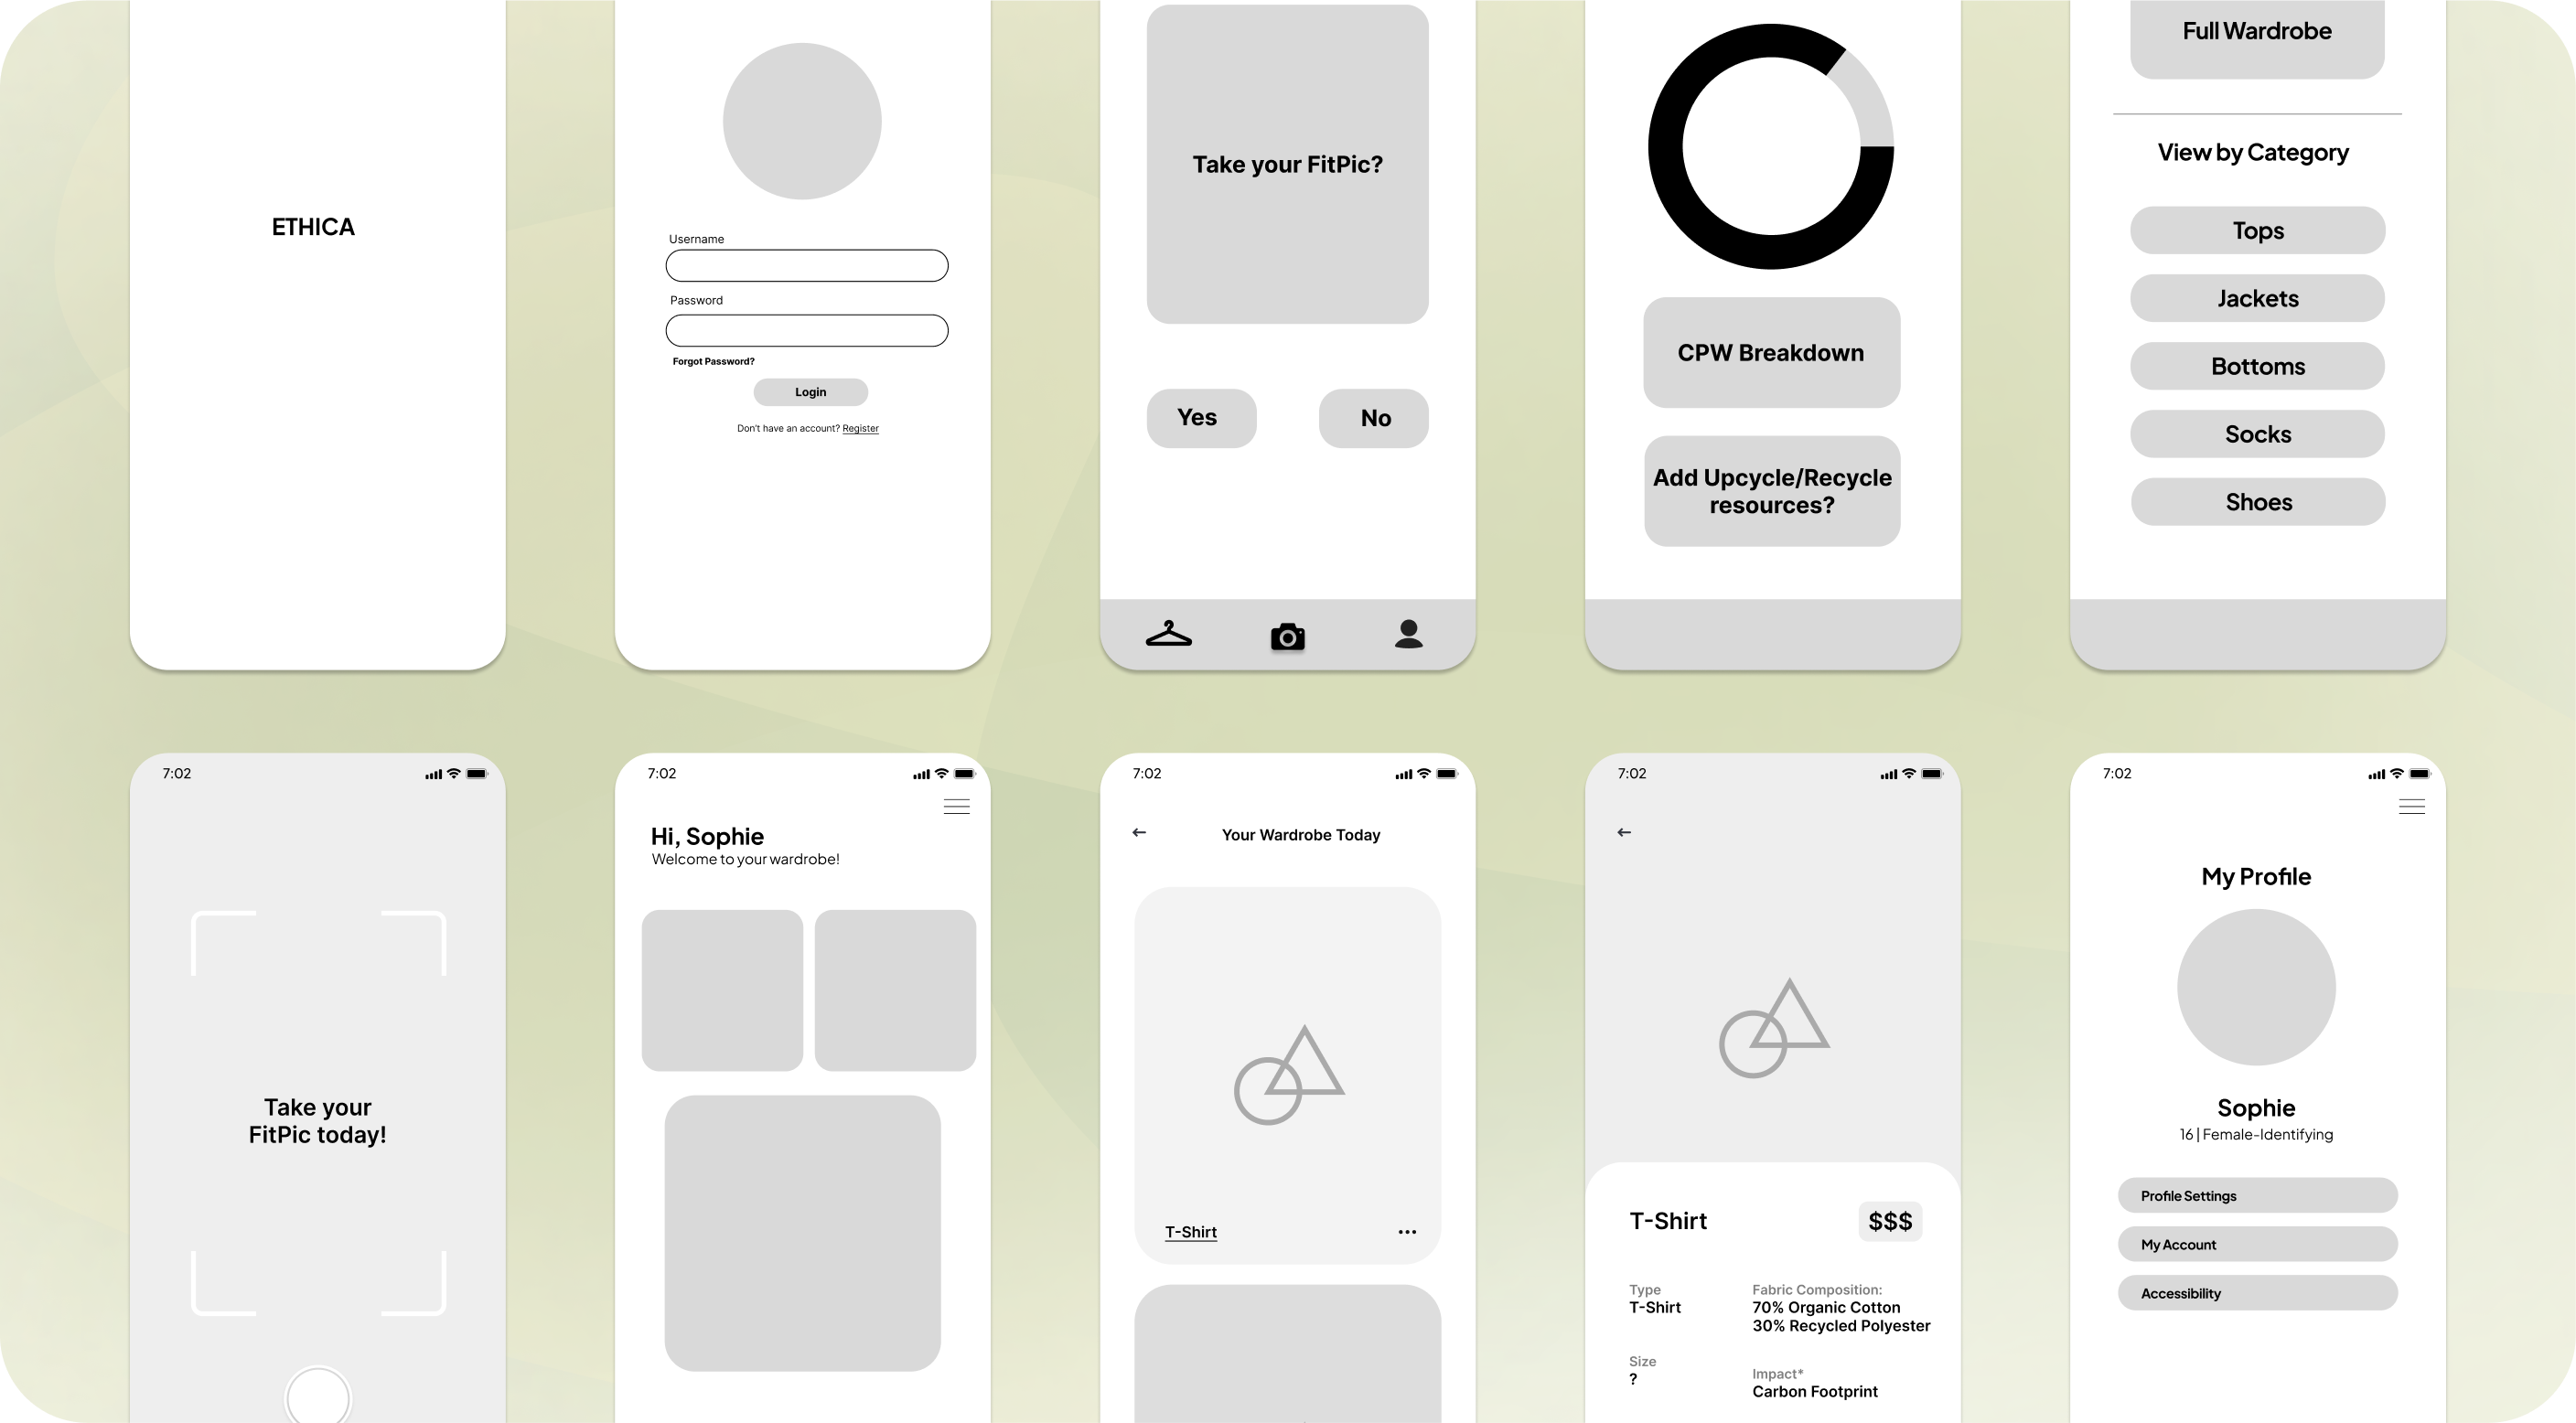 ETHICA
Username
Password
Forgot Password?
Login
Don't have an account? Register
Take your FitPic?
Yes
No
CPW Breakdown
Add Upcycle/Recycle
resources?
Full Wardrobe
View by Category
Tops
Jackets
Bottoms
Socks
Shoes
7:02
Take your
FitPic today!
7:02
Hi, Sophie
Welcome to your wardrobe!
7:02
Your Wardrobe Today
T-Shirt
7:02
T-Shirt
$$$
Type
T-Shirt
Fabric Composition:
70% Organic Cotton
30% Recycled Polyester
Size
?
Impact*
Carbon Footprint
7:02
My Profile
Sophie
16 | Female-Identifying
Profile Settings
My Account
Accessibility